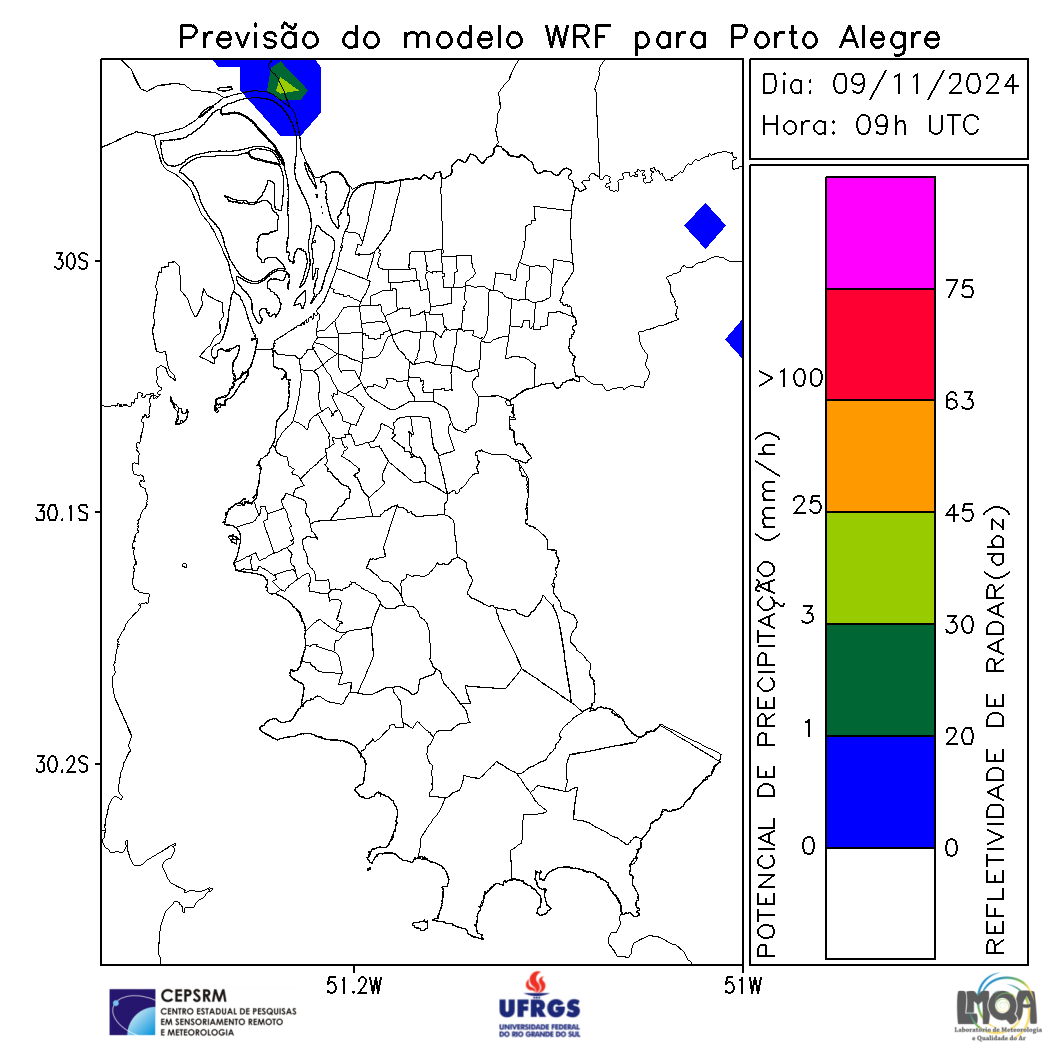 Previsão do modelo WRF para Porto Alegre
Dia: 09/11/2024
Hora: 09h UTC
30S
30.1S
30.2S
51.2W
51W
POTENCIAL DE PRECIPITAÇÃO (mm/h)
>100
25
3
1
0
75
63
45
30
20
0
REFLETIVIDADE DE RADAR(dbz)
CEPSRM
CENTRO ESTADUAL DE PESQUISAS
EM SENSORIAMENTO REMOTO
E METEOROLOGIA
UFRGS
UNIVERSIDADE FEDERAL
DO RIO GRANDE DO SUL
LMQA
Laboratório de Meteorologia
e Qualidade do Ar